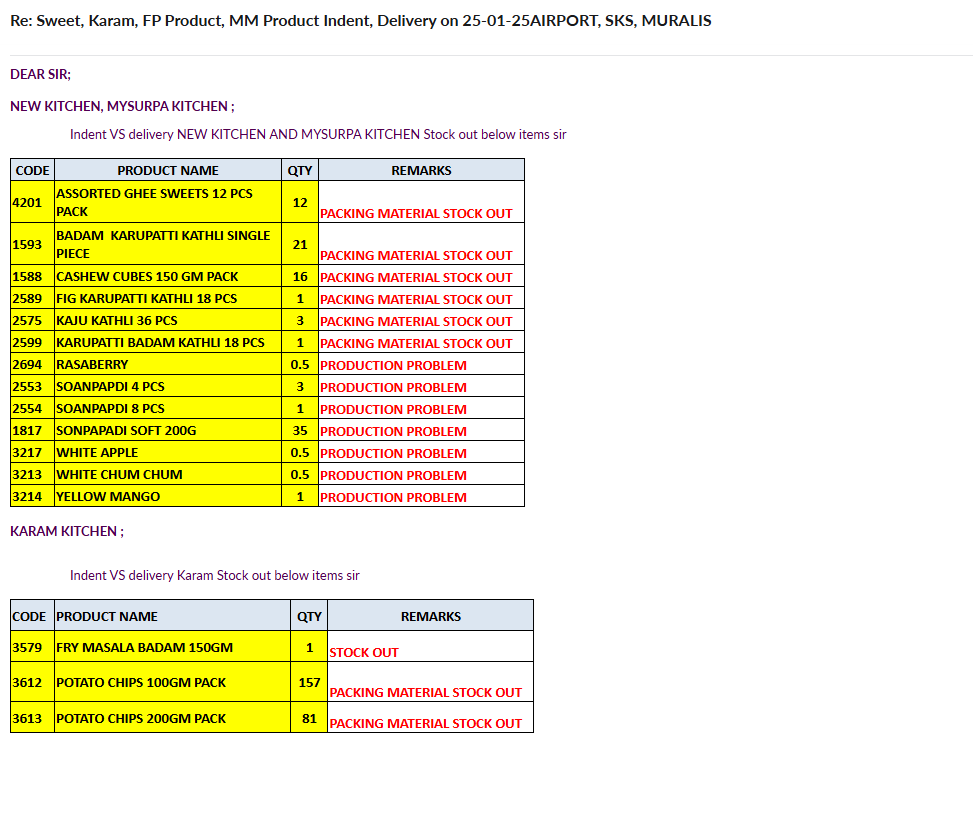 Re: Sweet, Karam, FP Product, MM Product Indent, Delivery on 25-01-25AIRPORT, SKS, MURALIS
DEAR SIR;
NEW KITCHEN, MYSURPA KITCHEN ;
Indent VS delivery NEW KITCHEN AND MYSURPA KITCHEN Stock out below items sir
CODE PRODUCT NAME QTY REMARKS
4201 ASSORTED GHEE SWEETS 12 PCS
PACK 12 PACKING MATERIAL STOCK OUT
1593 BADAM KARUPATTI KATHLI SINGLE
PIECE 21 PACKING MATERIAL STOCK OUT
1588 CASHEW CUBES 150 GM PACK 16 PACKING MATERIAL STOCK OUT
2589 FIG KARUPATTI KATHLI 18 PCS 1 PACKING MATERIAL STOCK OUT
2575 KAJU KATHLI 36 PCS 3 PACKING MATERIAL STOCK OUT
2599 KARUPATTI BADAM KATHLI 18 PCS 1 PACKING MATERIAL STOCK OUT
2694 RASABERRY 0.5 PRODUCTION PROBLEM
2553 SOANPAPDI 4 PCS 3 PRODUCTION PROBLEM
2554 SOANPAPDI 8 PCS 1 PRODUCTION PROBLEM
1817 SONPAPADI SOFT 200G 35 PRODUCTION PROBLEM
3217 WHITE APPLE 0.5 PRODUCTION PROBLEM
3213 WHITE CHUM CHUM 0.5 PRODUCTION PROBLEM
3214 YELLOW MANGO 1 PRODUCTION PROBLEM
KARAM KITCHEN ;
Indent VS delivery Karam Stock out below items sir
CODE PRODUCT NAME QTY REMARKS
3579 FRY MASALA BADAM 150GM 1 STOCK OUT
3612 POTATO CHIPS 100GM PACK 157 PACKING MATERIAL STOCK OUT
3613 POTATO CHIPS 200GM PACK 81 PACKING MATERIAL STOCK OUT